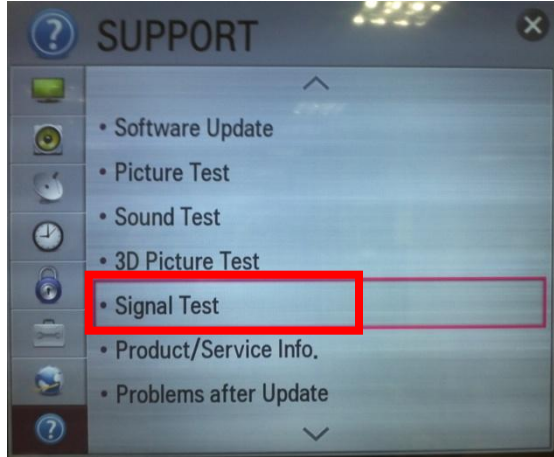 SUPPORT
• Software Update
• Picture Test
• Sound Test
• 3D Picture Test
• Signal Test
• Product/Service Info.
• Problems after Update